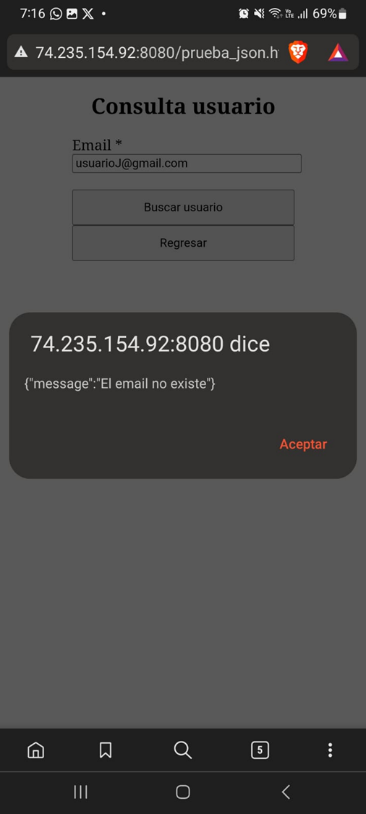 7:16
69%
74.235.154.92:8080/prueba_json.h
Consulta usuario
Email *
usuarioJ@gmail.com
Buscar usuario
Regresar
74.235.154.92:8080 dice
{"message":"El email no existe"}
Aceptar
5